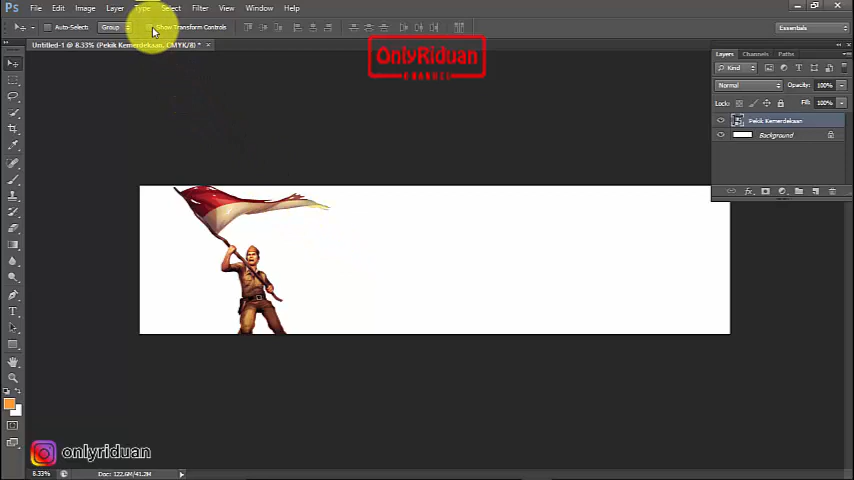 Ps File Edit Image Layer Type Select Filter View Window Help
Auto-Select: Group Show Transform Controls Essentials
Untitled-1 @ 8.33% (Pekik Kemerdekaan, CMYK/8) *
OnlyRiduan
CHANNEL
Layers Channels Paths
Kind
Normal Opacity: 100%
Lock: Fill: 100%
Pekik Kemerdekaan
Background
fx
T
onlyriduan
8.33% Doc: 122.6M/41.2M